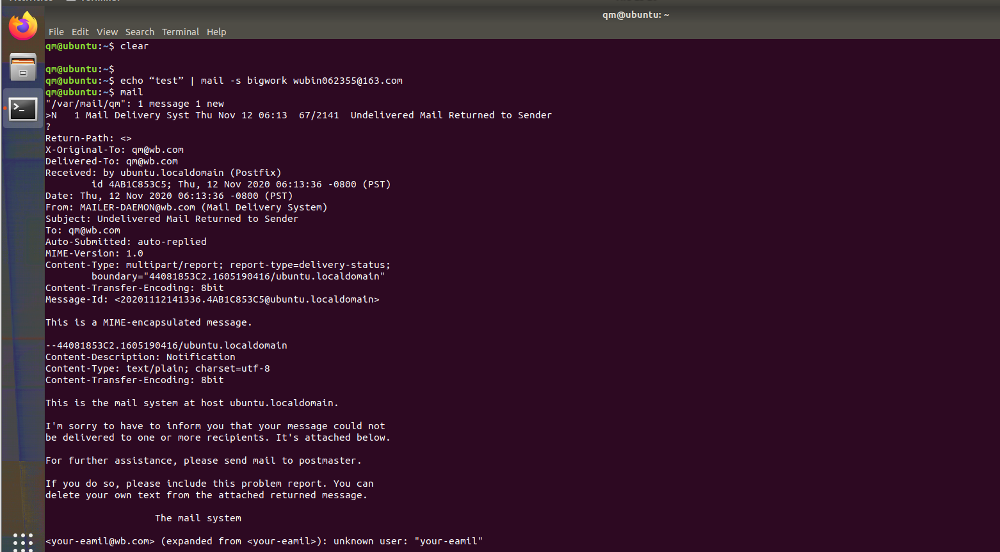 qm@ubuntu: ~
File Edit View Search Terminal Help
qm@ubuntu:~$ clear
qm@ubuntu:~$
qm@ubuntu:~$ echo “test” | mail -s bigwork wubin062355@163.com
qm@ubuntu:~$ mail
"/var/mail/qm": 1 message 1 new
>N   1 Mail Delivery Syst Thu Nov 12 06:13  67/2141  Undelivered Mail Returned to Sender
?
Return-Path: <>
X-Original-To: qm@wb.com
Delivered-To: qm@wb.com
Received: by ubuntu.localdomain (Postfix)
        id 4AB1C853C5; Thu, 12 Nov 2020 06:13:36 -0800 (PST)
Date: Thu, 12 Nov 2020 06:13:36 -0800 (PST)
From: MAILER-DAEMON@wb.com (Mail Delivery System)
Subject: Undelivered Mail Returned to Sender
To: qm@wb.com
Auto-Submitted: auto-replied
MIME-Version: 1.0
Content-Type: multipart/report; report-type=delivery-status;
        boundary="44081853C2.1605190416/ubuntu.localdomain"
Content-Transfer-Encoding: 8bit
Message-Id: <20201112141336.4AB1C853C5@ubuntu.localdomain>
This is a MIME-encapsulated message.
--44081853C2.1605190416/ubuntu.localdomain
Content-Description: Notification
Content-Type: text/plain; charset=utf-8
Content-Transfer-Encoding: 8bit
This is the mail system at host ubuntu.localdomain.
I'm sorry to have to inform you that your message could not
be delivered to one or more recipients. It's attached below.
For further assistance, please send mail to postmaster.
If you do so, please include this problem report. You can
delete your own text from the attached returned message.
                   The mail system
<your-eamil@wb.com> (expanded from <your-eamil>): unknown user: "your-eamil"